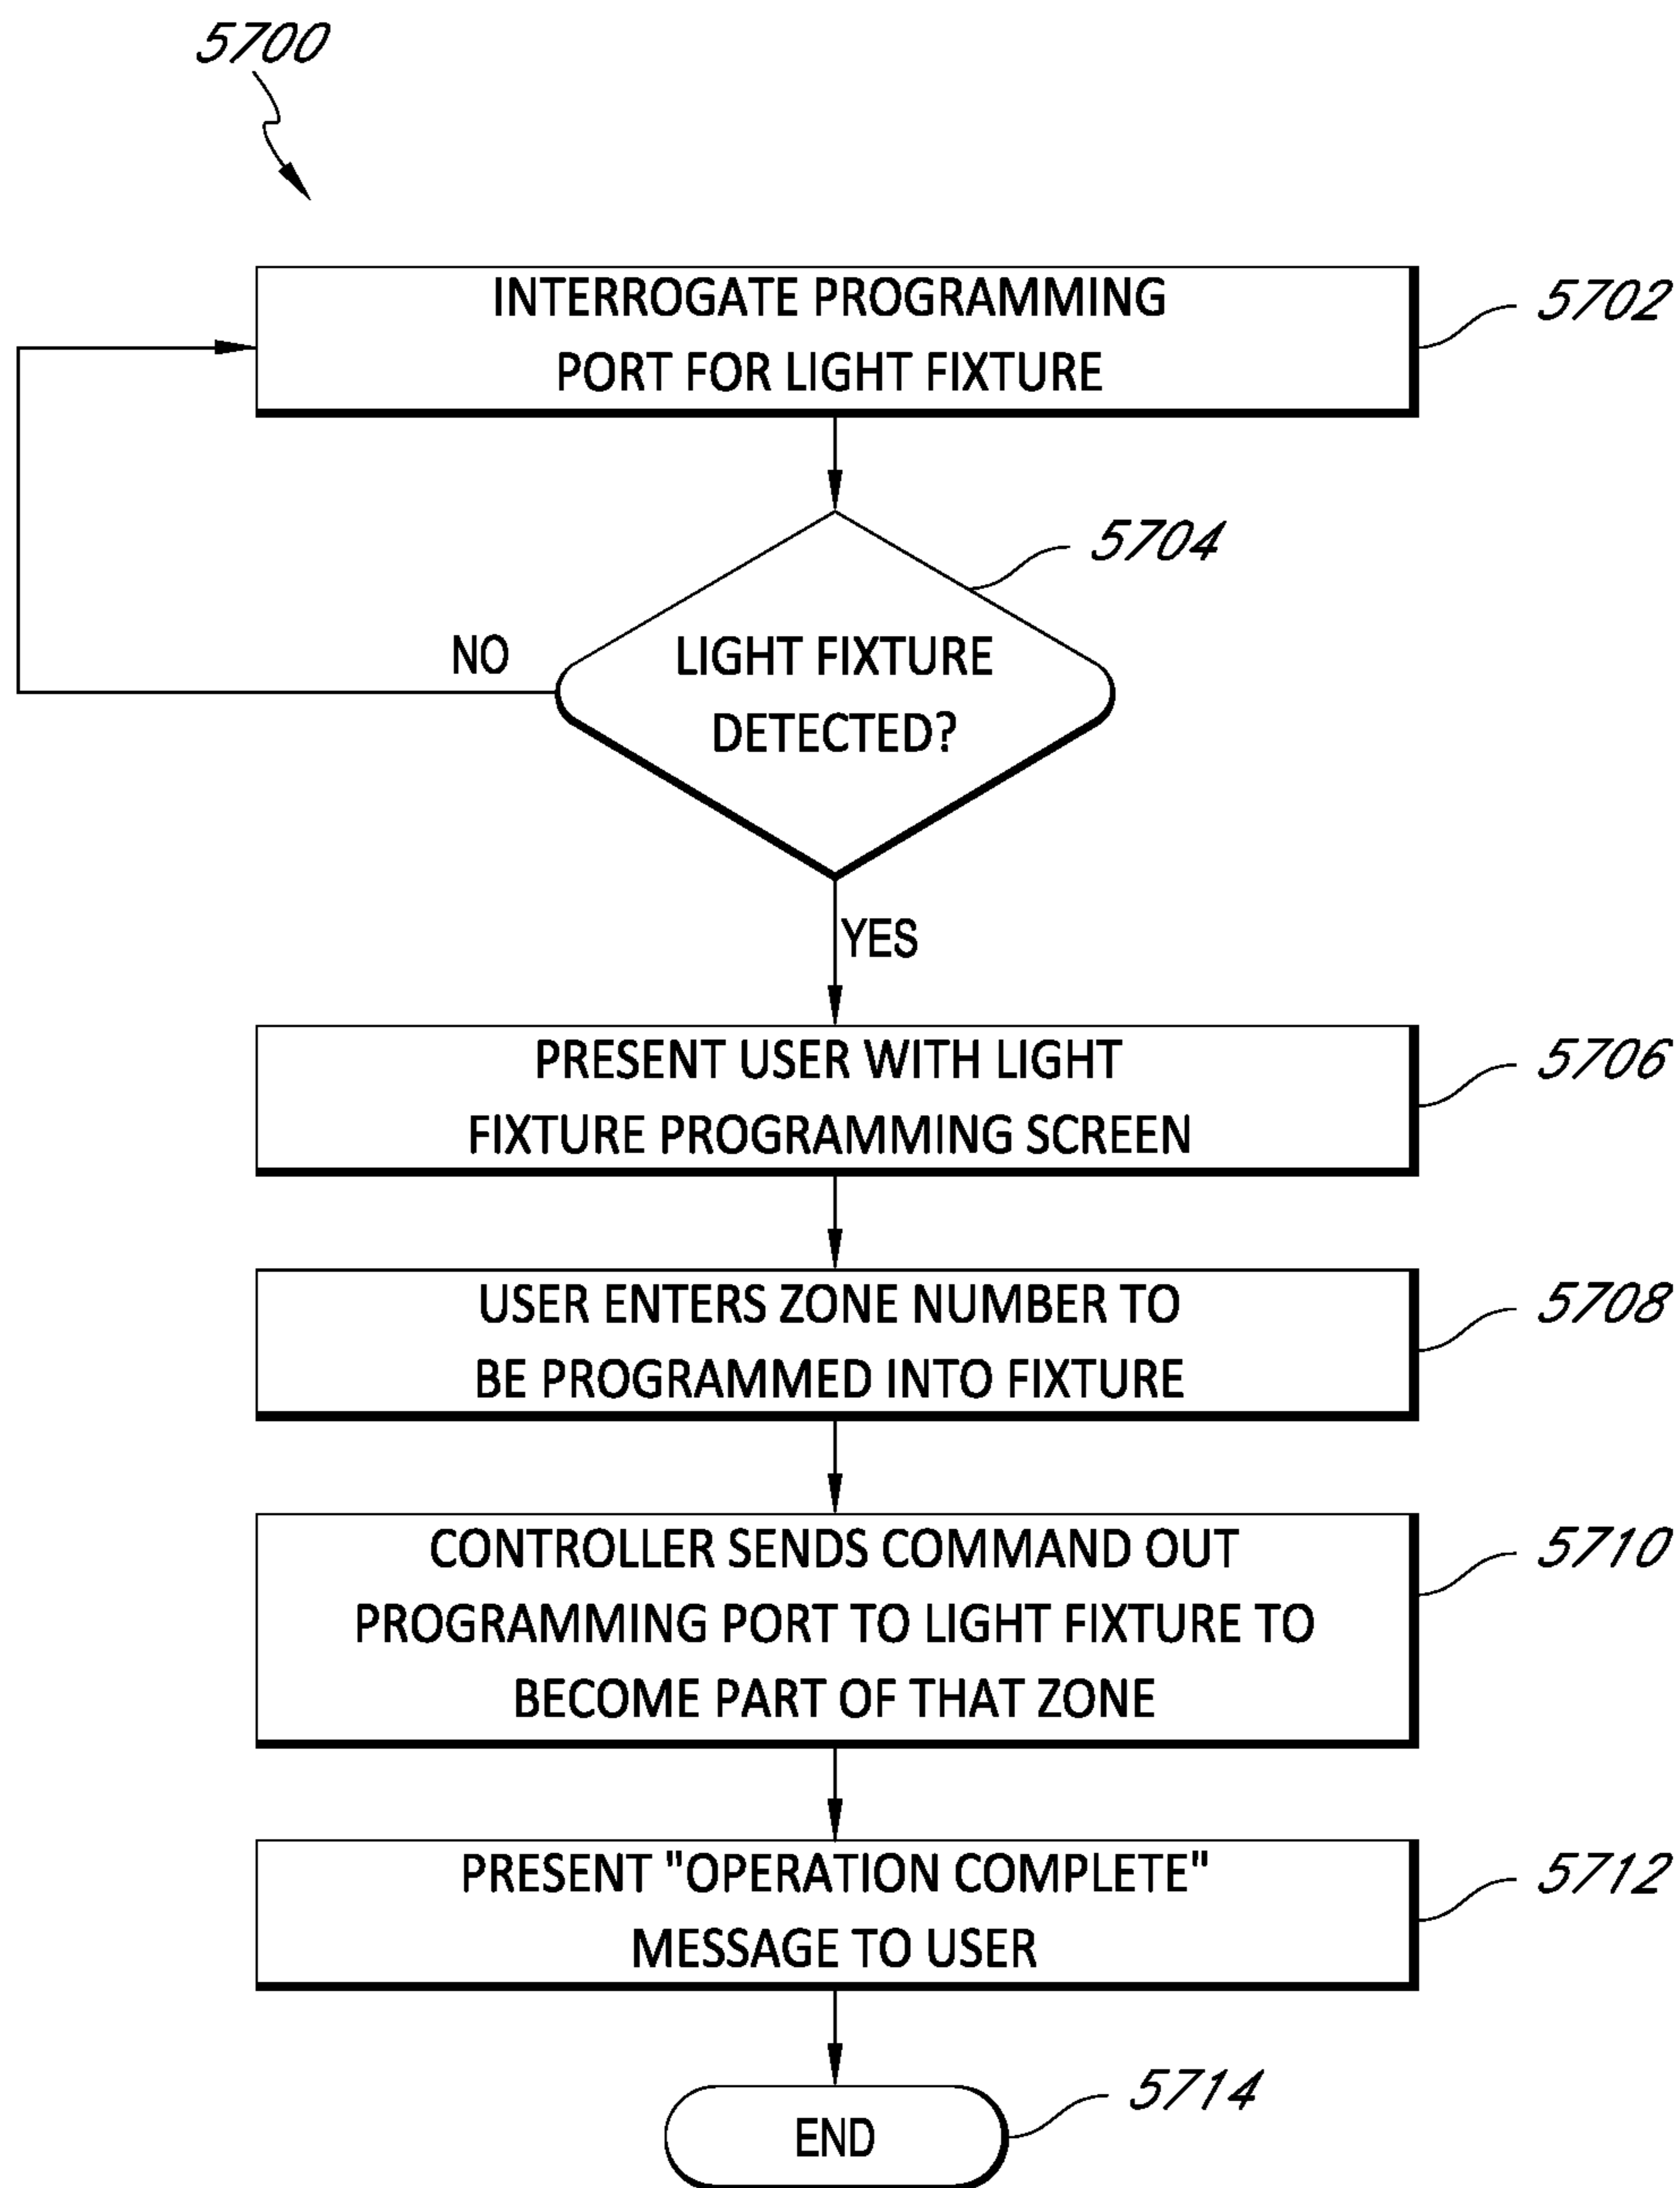 5700
INTERROGATE PROGRAMMING
PORT FOR LIGHT FIXTURE
5702
5704
LIGHT FIXTURE
DETECTED?
NO
YES
PRESENT USER WITH LIGHT
FIXTURE PROGRAMMING SCREEN
5706
USER ENTERS ZONE NUMBER TO
BE PROGRAMMED INTO FIXTURE
5708
CONTROLLER SENDS COMMAND OUT
PROGRAMMING PORT TO LIGHT FIXTURE TO
BECOME PART OF THAT ZONE
5710
PRESENT "OPERATION COMPLETE"
MESSAGE TO USER
5712
END
5714